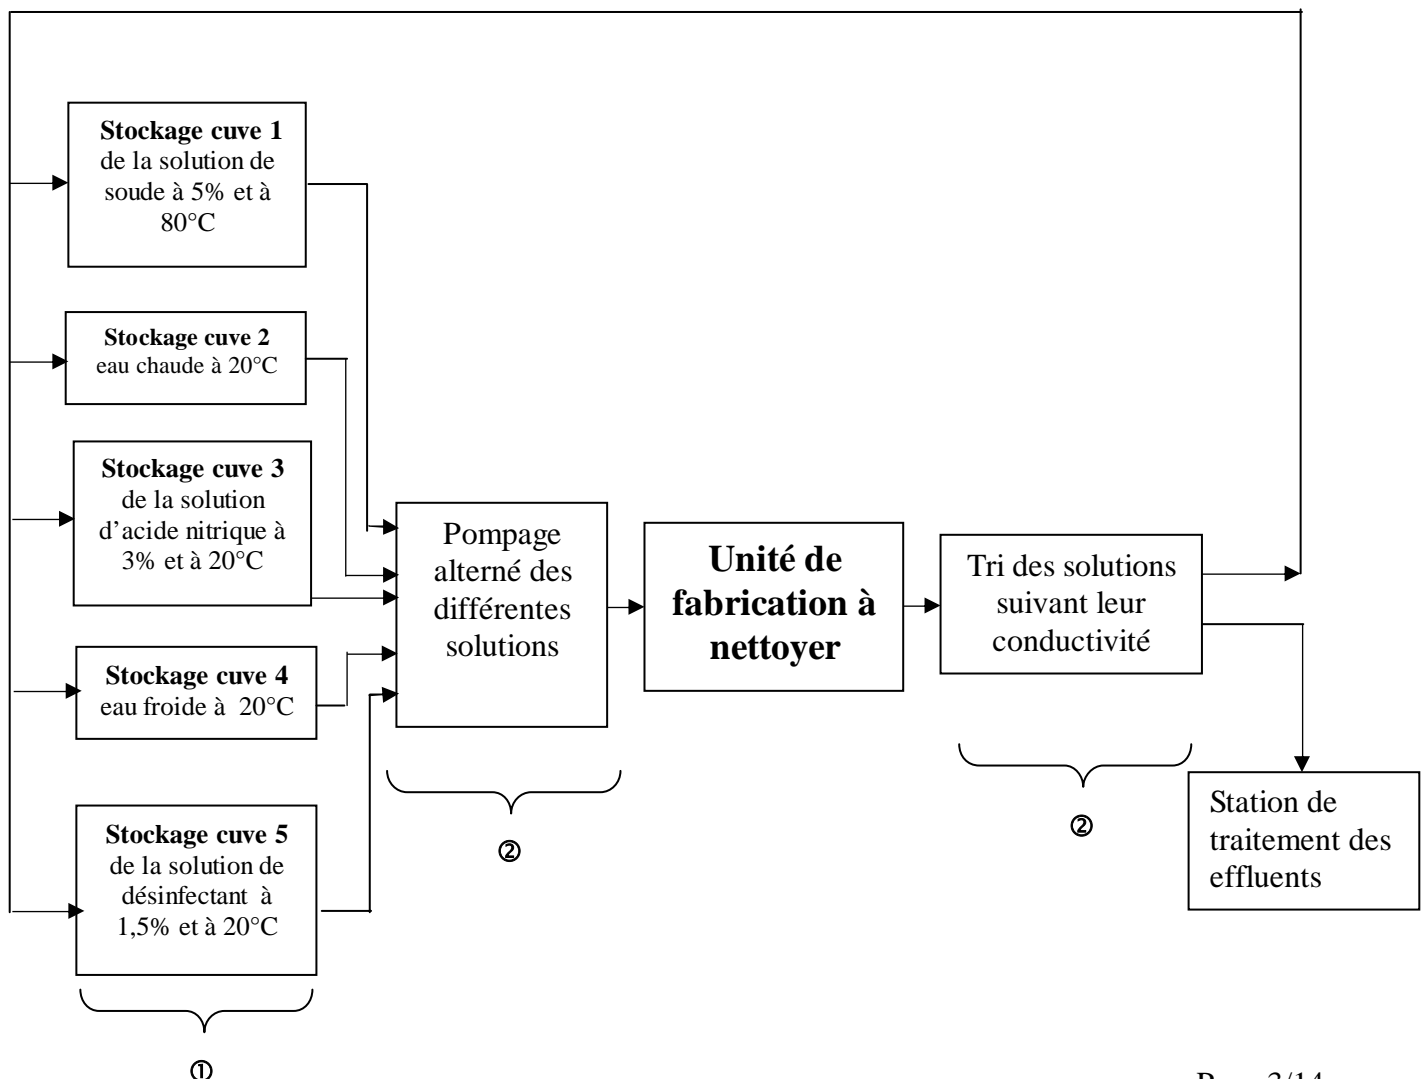 Stockage cuve 1
de la solution de
soude à 5% et à
80°C
Stockage cuve 2
eau chaude à 20°C
Stockage cuve 3
de la solution
d’acide nitrique à
3% et à 20°C
Stockage cuve 4
eau froide à 20°C
Stockage cuve 5
de la solution de
désinfectant à
1,5% et à 20°C
①
Pompage
alterné des
différentes
solutions
②
Unité de
fabrication à
nettoyer
Tri des solutions
suivant leur
conductivité
②
Station de
traitement des
effluents
3/14